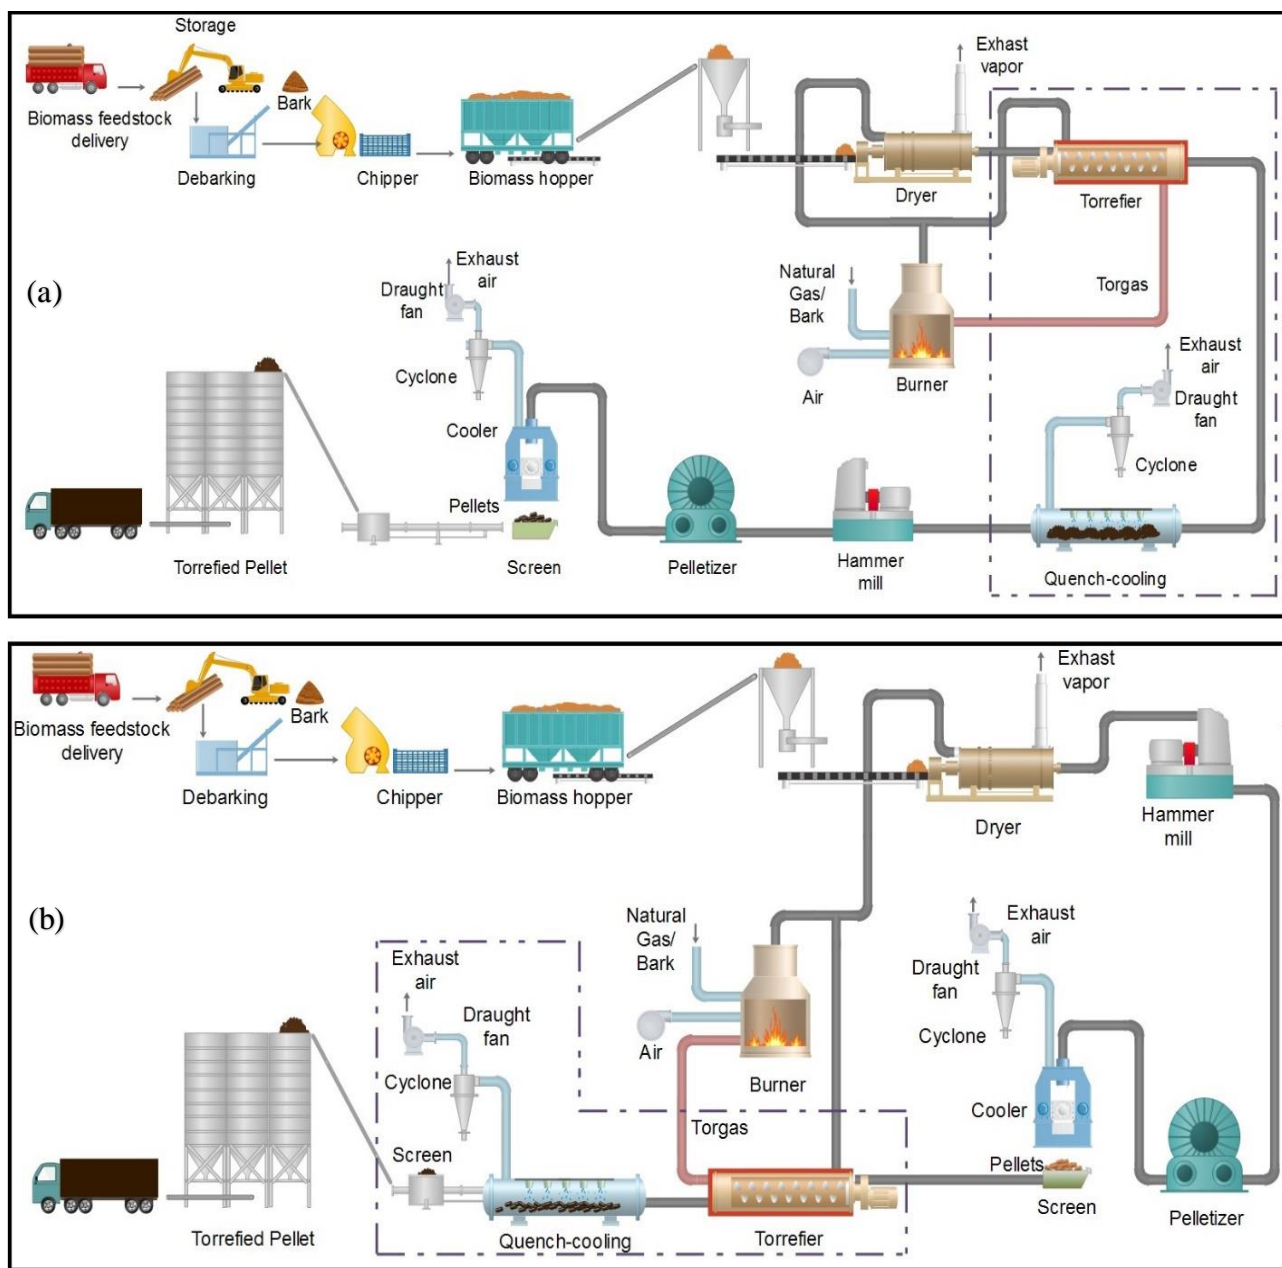 Storage
Biomass feedstock
delivery
Bark
Debarking
Chipper
Biomass hopper
Exhast
vapor
Dryer
Torrefier
(a)
Exhaust
air
Draught
fan
Cyclone
Cooler
Natural
Gas/
Bark
Air
Burner
Torgas
Exhaust
air
Draught
fan
Cyclone
Pellets
Torrefied Pellet
Screen
Pelletizer
Hammer
mill
Quench-cooling
Biomass feedstock
delivery
Bark
Debarking
Chipper
Biomass hopper
Exhast
vapor
Dryer
Hammer
mill
(b)
Exhaust
air
Draught
fan
Cyclone
Natural
Gas/
Bark
Air
Burner
Exhaust
air
Draught
fan
Cyclone
Cooler
Torgas
Screen
Pellets
Screen
Torrefied Pellet
Quench-cooling
Torrefier
Pelletizer